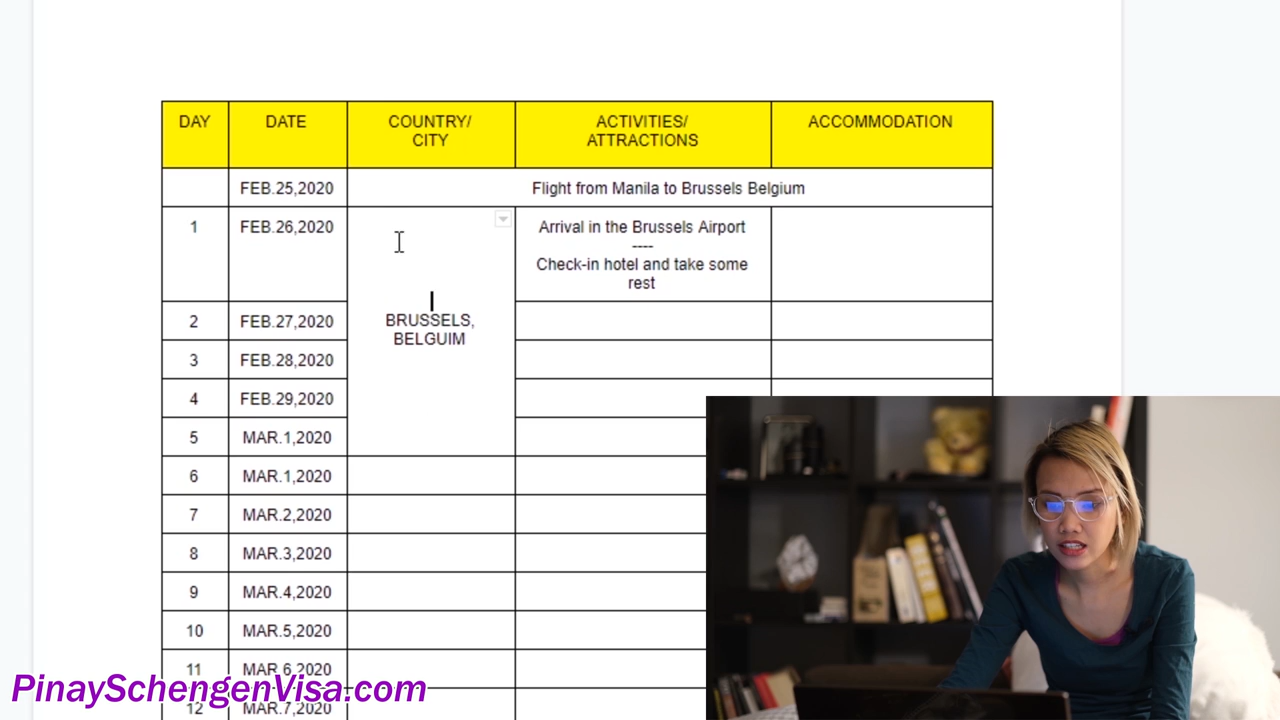 DAY DATE COUNTRY/ CITY ACTIVITIES/ ATTRACTIONS ACCOMMODATION
FEB.25,2020 Flight from Manila to Brussels Belgium
1 FEB.26,2020 Arrival in the Brussels Airport
----
Check-in hotel and take some
rest
BRUSSELS,
BELGUIM
2 FEB.27,2020
3 FEB.28,2020
4 FEB.29,2020
5 MAR.1,2020
6 MAR.1,2020
7 MAR.2,2020
8 MAR.3,2020
9 MAR.4,2020
10 MAR.5,2020
11 MAR.6,2020
12 MAR.7,2020
PinaySchengenVisa.com